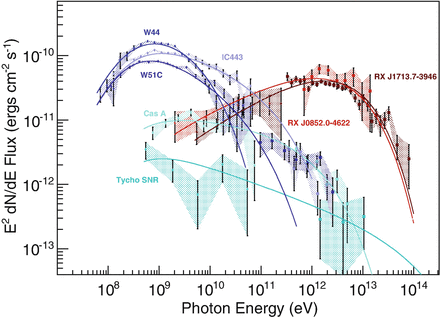 W44
IC443
W51C
RX J1713.7-3946
Cas A
RX J0852.0-4622
Tycho SNR
E² dN/dE Flux (ergs cm⁻² s⁻¹)
10⁻¹⁰
10⁻¹¹
10⁻¹²
10⁻¹³
10⁸ 10⁹ 10¹⁰ 10¹¹ 10¹² 10¹³ 10¹⁴
Photon Energy (eV)